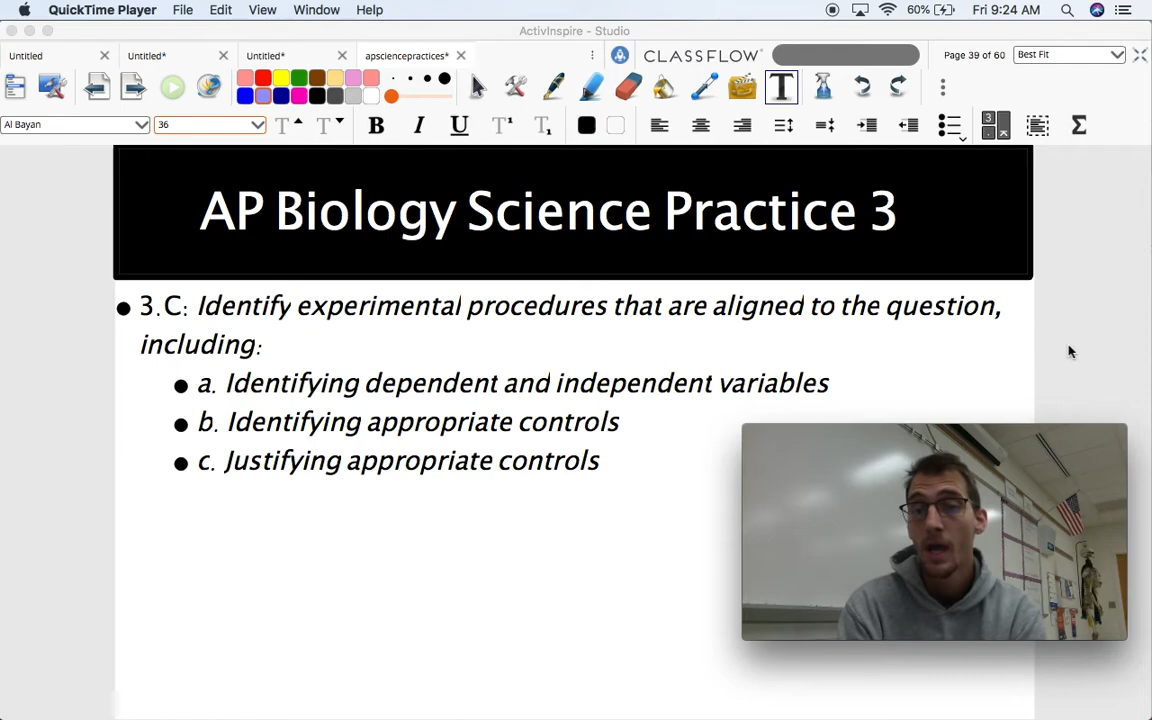 QuickTime Player File Edit View Window Help 60% Fri 9:24 AM
ActivInspire - Studio
Untitled Untitled* Untitled* apsciencepractices* CLASSFLOW Page 39 of 60 Best Fit
Al Bayan 36 B I U
AP Biology Science Practice 3
3.C: Identify experimental procedures that are aligned to the question,
including:
a. Identifying dependent and independent variables
b. Identifying appropriate controls
c. Justifying appropriate controls